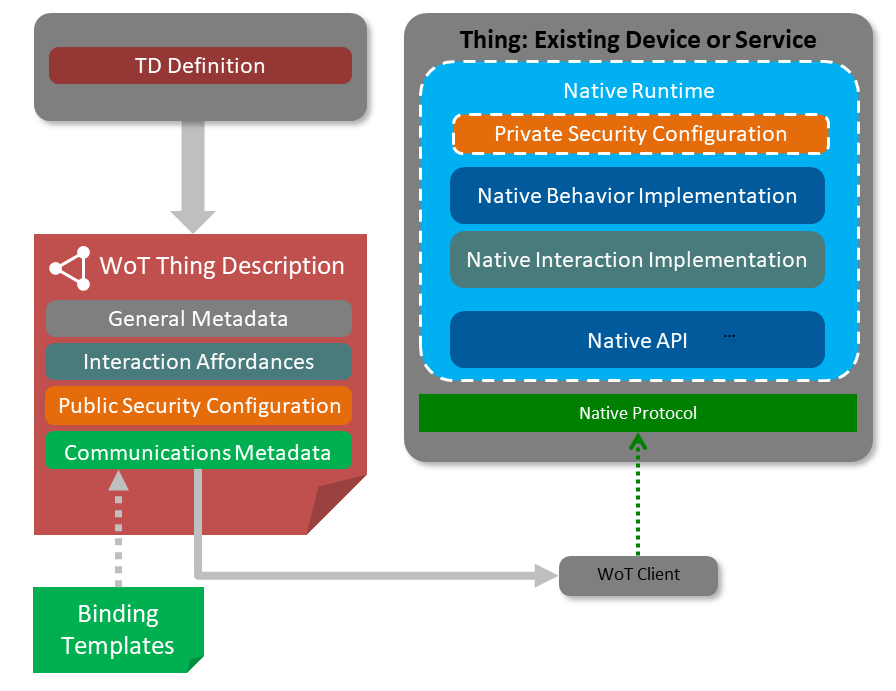 TD Definition
WoT Thing Description
General Metadata
Interaction Affordances
Public Security Configuration
Communications Metadata
Binding
Templates
Thing: Existing Device or Service
Native Runtime
Private Security Configuration
Native Behavior Implementation
Native Interaction Implementation
Native API ...
Native Protocol
WoT Client